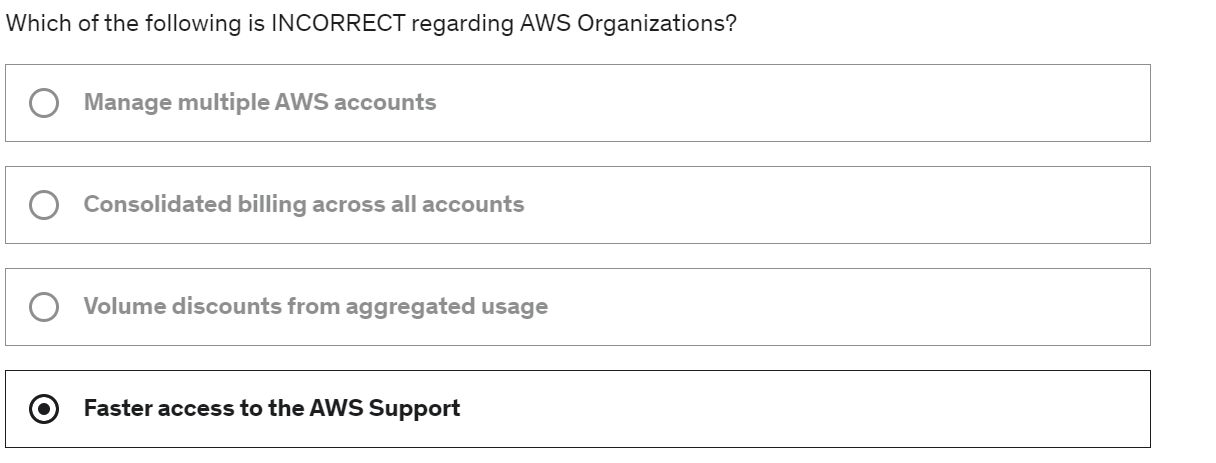 Which of the following is INCORRECT regarding AWS Organizations?
Manage multiple AWS accounts
Consolidated billing across all accounts
Volume discounts from aggregated usage
Faster access to the AWS Support